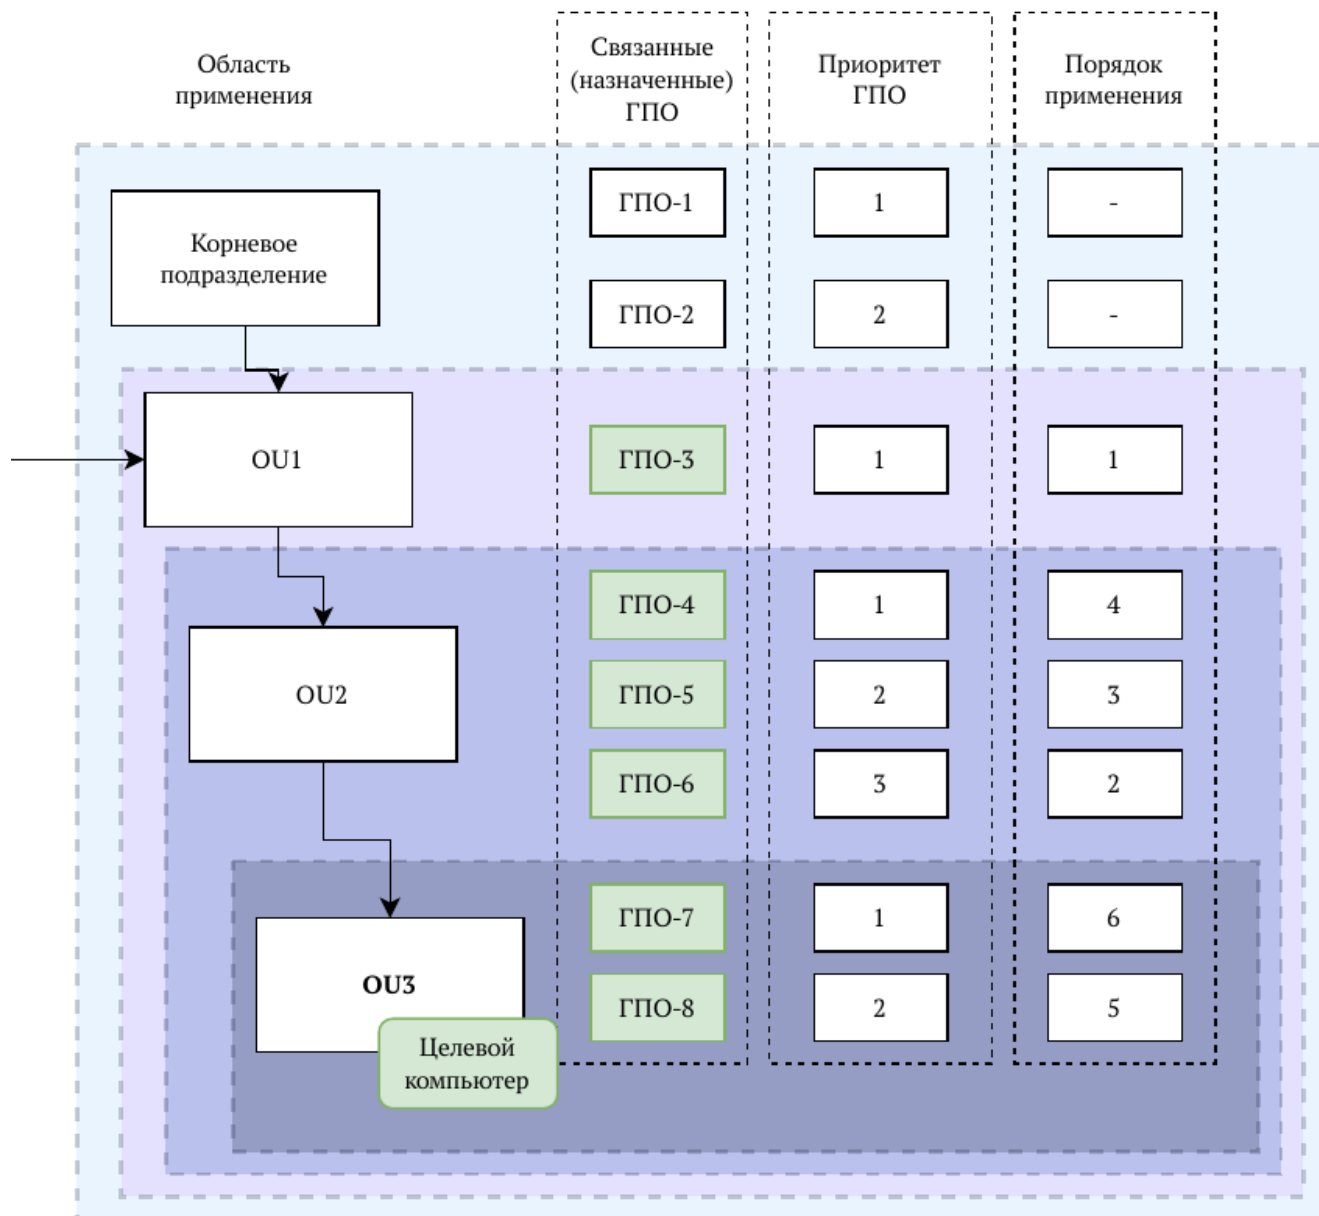 Область
применения
Связанные
(назначенные)
ГПО
Приоритет
ГПО
Порядок
применения
Корневое
подразделение
ГПО-1
1
-
ГПО-2
2
-
OU1
ГПО-3
1
1
OU2
ГПО-4
1
4
ГПО-5
2
3
ГПО-6
3
2
OU3
ГПО-7
1
6
ГПО-8
2
5
Целевой
компьютер